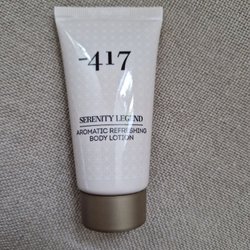 -417
SERENITY LEGEND
AROMATIC REFRESHING
BODY LOTION